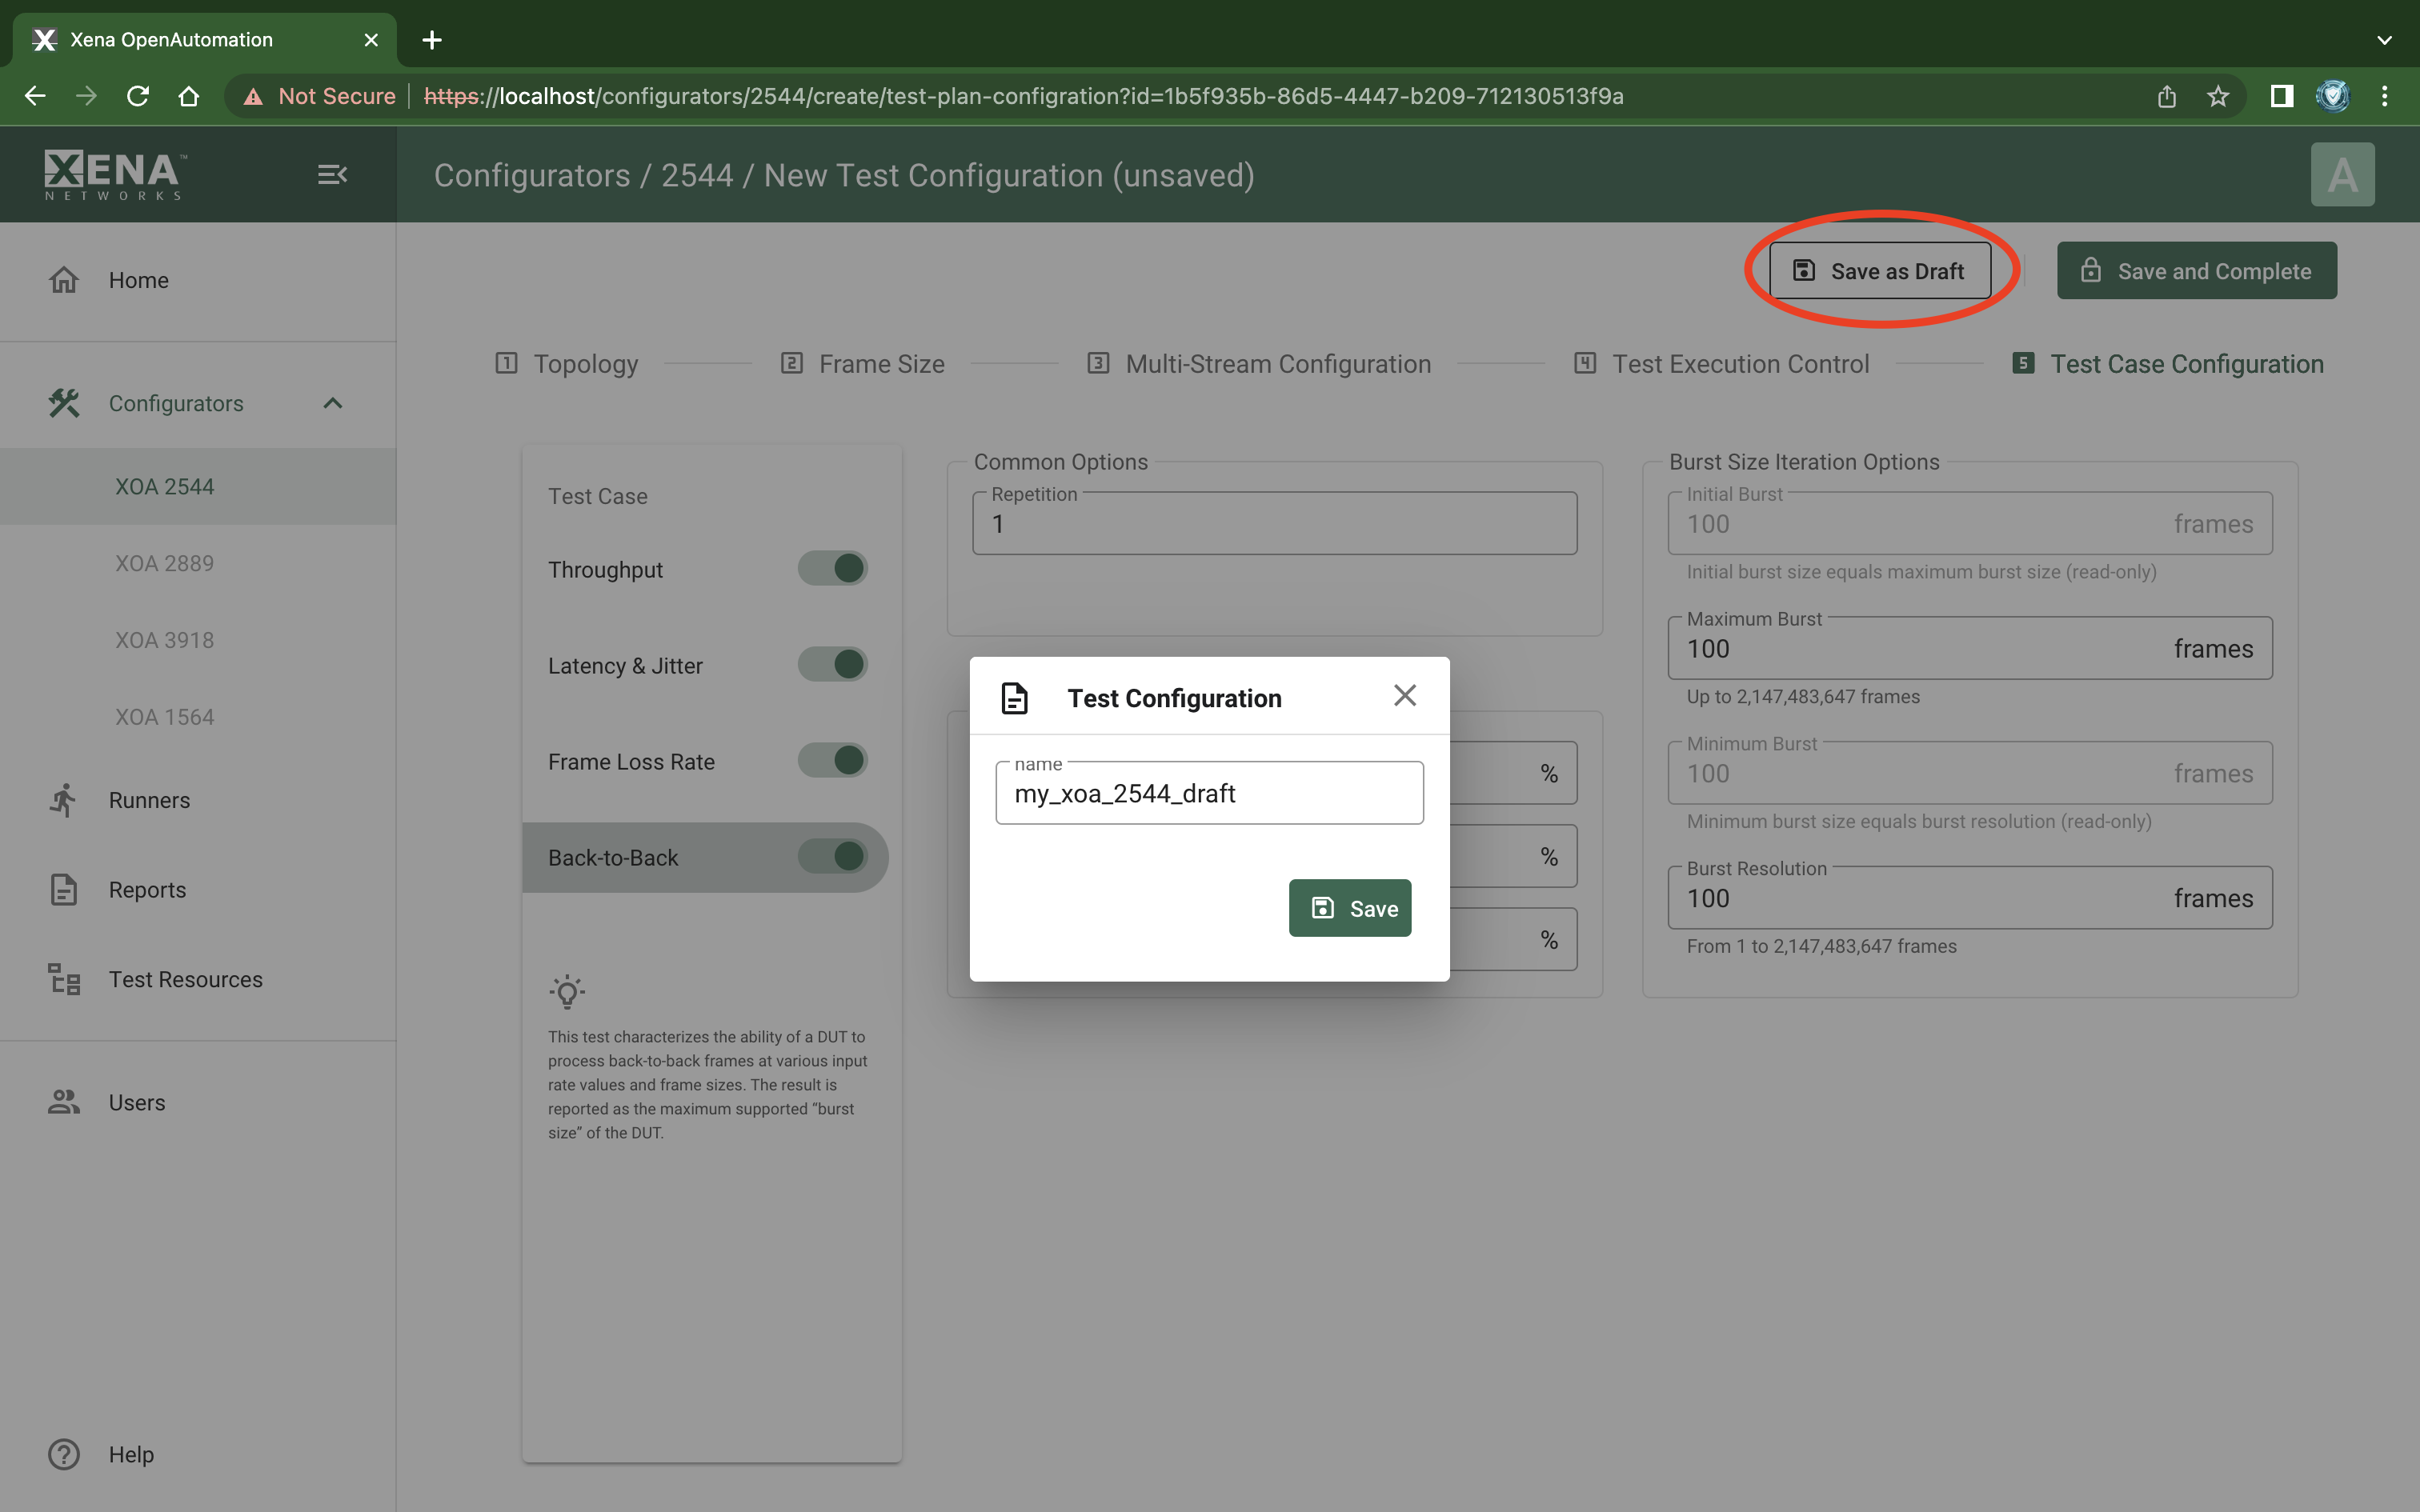 Xena OpenAutomation
Not Secure https://localhost/configurators/2544/create/test-plan-configration?id=1b5f935b-86d5-4447-b209-712130513f9a
XENA™
NETWORKS
Configurators / 2544 / New Test Configuration (unsaved)
A
Home
Configurators
XOA 2544
XOA 2889
XOA 3918
XOA 1564
Runners
Reports
Test Resources
Users
Help
Save as Draft
Save and Complete
1 Topology
2 Frame Size
3 Multi-Stream Configuration
4 Test Execution Control
5 Test Case Configuration
Test Case
Throughput
Latency & Jitter
Frame Loss Rate
Back-to-Back
This test characterizes the ability of a DUT to
process back-to-back frames at various input
rate values and frame sizes. The result is
reported as the maximum supported “burst
size” of the DUT.
Common Options
Repetition
1
%
%
%
Test Configuration
name
my_xoa_2544_draft
Save
Burst Size Iteration Options
Initial Burst
100 frames
Initial burst size equals maximum burst size (read-only)
Maximum Burst
100 frames
Up to 2,147,483,647 frames
Minimum Burst
100 frames
Minimum burst size equals burst resolution (read-only)
Burst Resolution
100 frames
From 1 to 2,147,483,647 frames